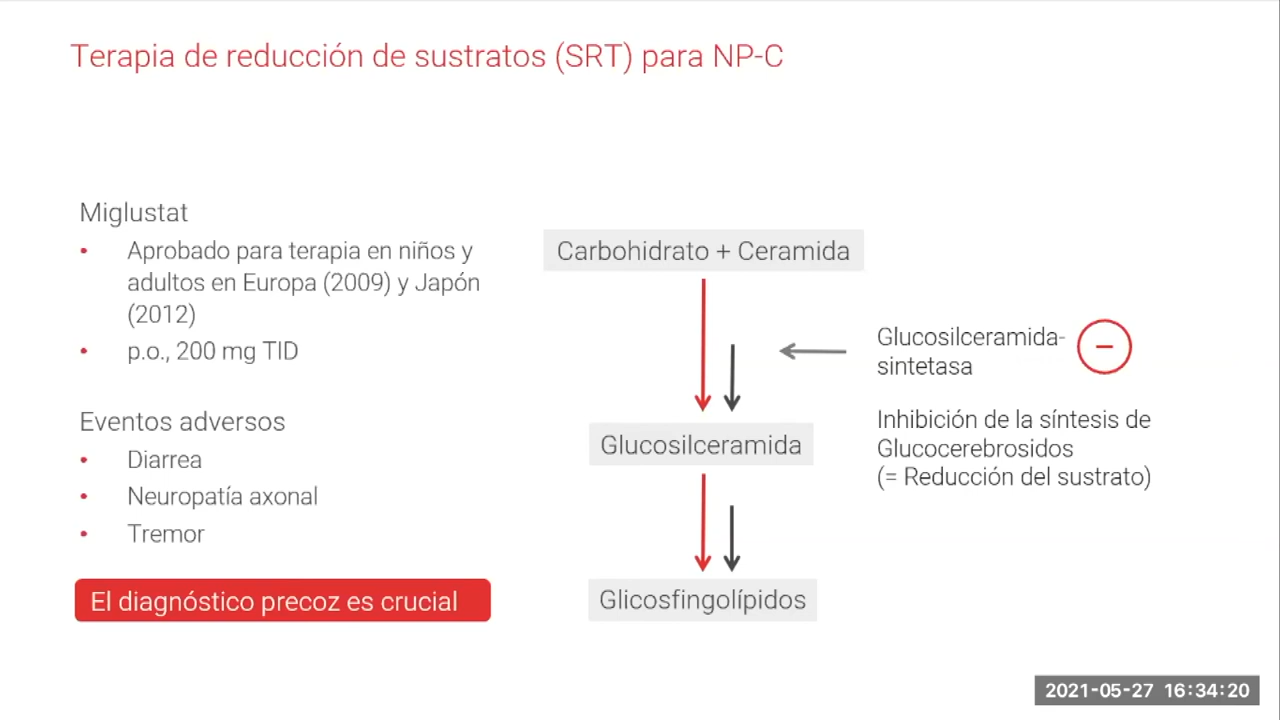 Terapia de reducción de sustratos (SRT) para NP-C
Miglustat
• Aprobado para terapia en niños y
adultos en Europa (2009) y Japón
(2012)
• p.o., 200 mg TID
Eventos adversos
• Diarrea
• Neuropatía axonal
• Tremor
El diagnóstico precoz es crucial
Carbohidrato + Ceramida
Glucosilceramida-
sintetasa
Inhibición de la síntesis de
Glucocerebrosidos
(= Reducción del sustrato)
Glucosilceramida
Glicosfingolípidos
2021-05-27 16:34:20